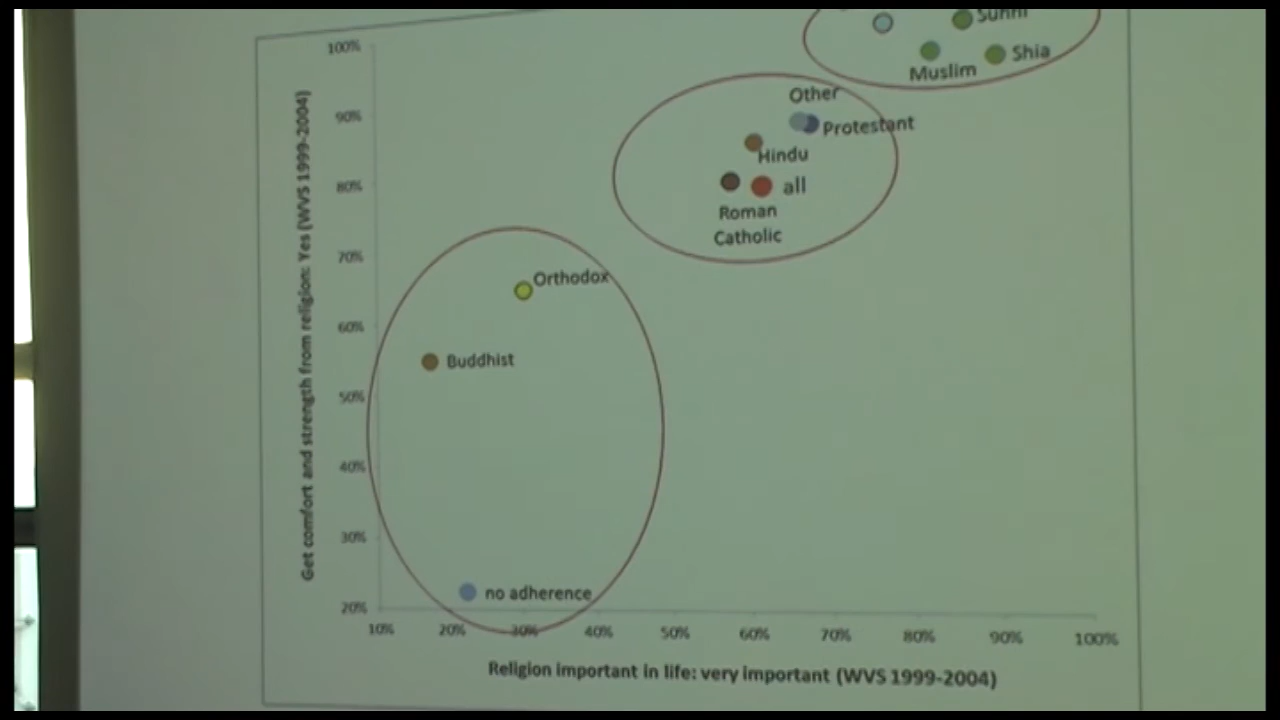 Sunni
100%
Shia
Muslim
Other
90%
Protestant
Hindu
80%
all
Roman
Catholic
70%
Orthodox
60%
Buddhist
50%
40%
30%
no adherence
20%
10% 20% 30% 40% 50% 60% 70% 80% 90% 100%
Religion important in life: very important (WVS 1999-2004)
Get comfort and strength from religion: Yes (WVS 1999-2004)